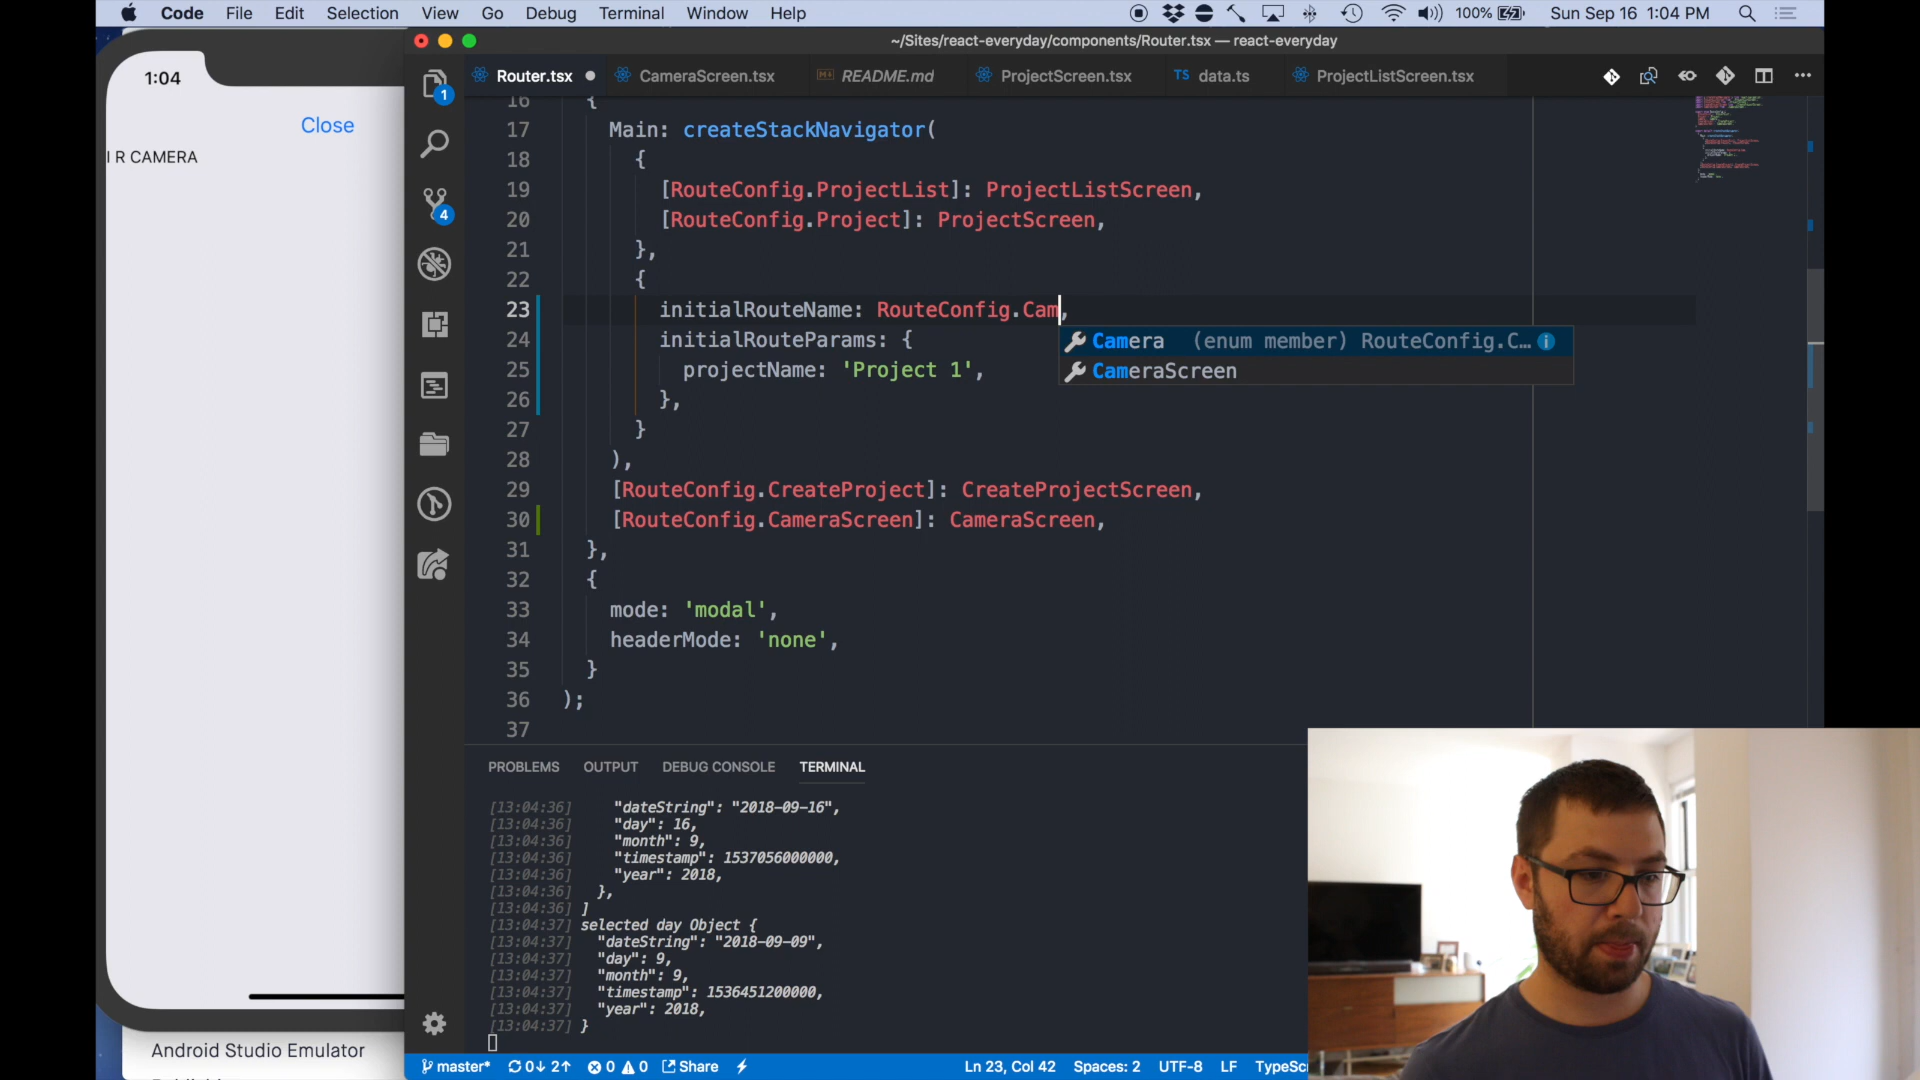 Code File Edit Selection View Go Debug Terminal Window Help 100% Sun Sep 16 1:04 PM
~/Sites/react-everyday/components/Router.tsx — react-everyday
1:04
Close
I R CAMERA
Android Studio Emulator
1
4
Router.tsx CameraScreen.tsx README.md ProjectScreen.tsx TS data.ts ProjectListScreen.tsx
16 {
17 Main: createStackNavigator(
18 {
19 [RouteConfig.ProjectList]: ProjectListScreen,
20 [RouteConfig.Project]: ProjectScreen,
21 },
22 {
23 initialRouteName: RouteConfig.Cam,
24 initialRouteParams: {
Camera (enum member) RouteConfig.C…
25 projectName: 'Project 1',
CameraScreen
26 },
27 }
28 ),
29 [RouteConfig.CreateProject]: CreateProjectScreen,
30 [RouteConfig.CameraScreen]: CameraScreen,
31 },
32 {
33 mode: 'modal',
34 headerMode: 'none',
35 }
36 );
37
PROBLEMS OUTPUT DEBUG CONSOLE TERMINAL
[13:04:36] "dateString": "2018-09-16",
[13:04:36] "day": 16,
[13:04:36] "month": 9,
[13:04:36] "timestamp": 1537056000000,
[13:04:36] "year": 2018,
[13:04:36] },
[13:04:36] ]
[13:04:37] selected day Object {
[13:04:37] "dateString": "2018-09-09",
[13:04:37] "day": 9,
[13:04:37] "month": 9,
[13:04:37] "timestamp": 1536451200000,
[13:04:37] "year": 2018,
[13:04:37] }
master* 0↓ 2↑ 0 0 Share Ln 23, Col 42 Spaces: 2 UTF-8 LF TypeSc